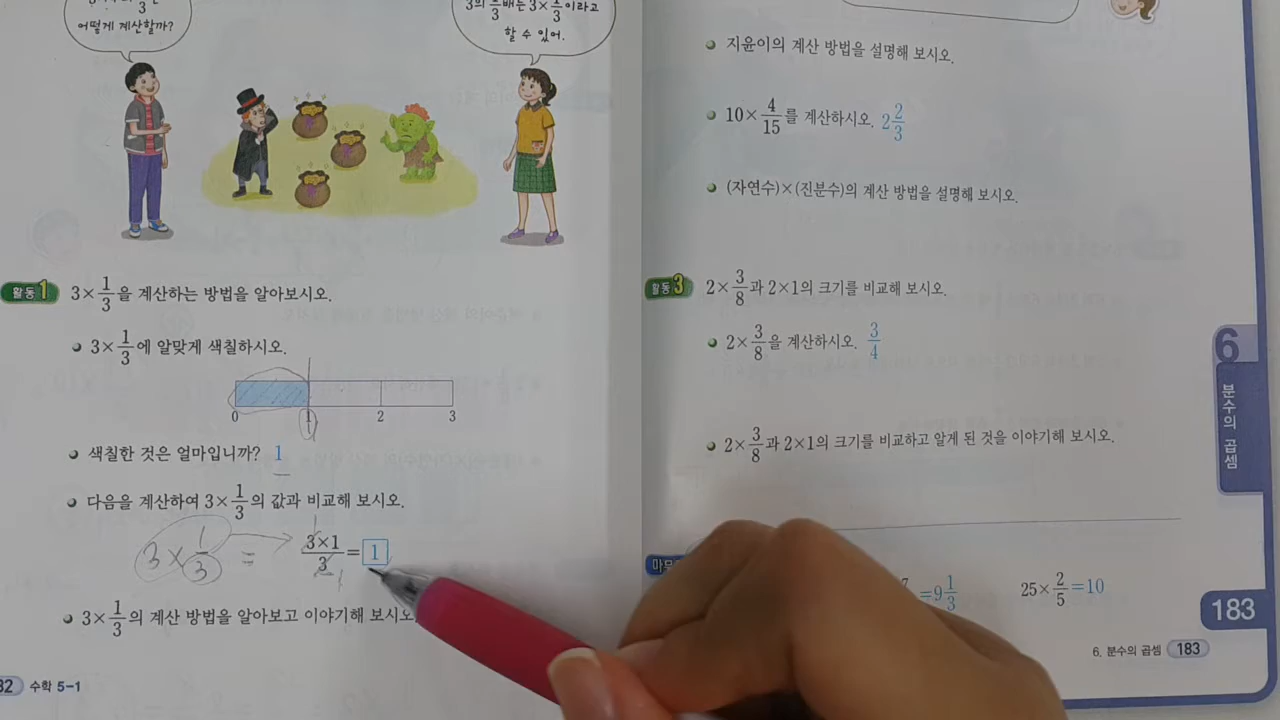 어떻게 계산할까?
3의 1/3배는 3×1/3이라고
할 수 있어.
활동 1 3×1/3을 계산하는 방법을 알아보시오.
3×1/3에 알맞게 색칠하시오.
0 1 2 3
색칠한 것은 얼마입니까? 1
다음을 계산하여 3×1/3의 값과 비교해 보시오.
3×1/3 = 3×1/3=1
3×1/3의 계산 방법을 알아보고 이야기해 보시오
수학 5-1
지윤이의 계산 방법을 설명해 보시오.
10×4/15를 계산하시오. 2 2/3
(자연수)×(진분수)의 계산 방법을 설명해 보시오.
활동 3 2×3/8과 2×1의 크기를 비교해 보시오.
2×3/8을 계산하시오. 3/4
2×3/8과 2×1의 크기를 비교하고 알게 된 것을 이야기해 보시오.
=9 1/3 25×2/5=10
6. 분수의 곱셈 183
6
분수의 곱셈
183